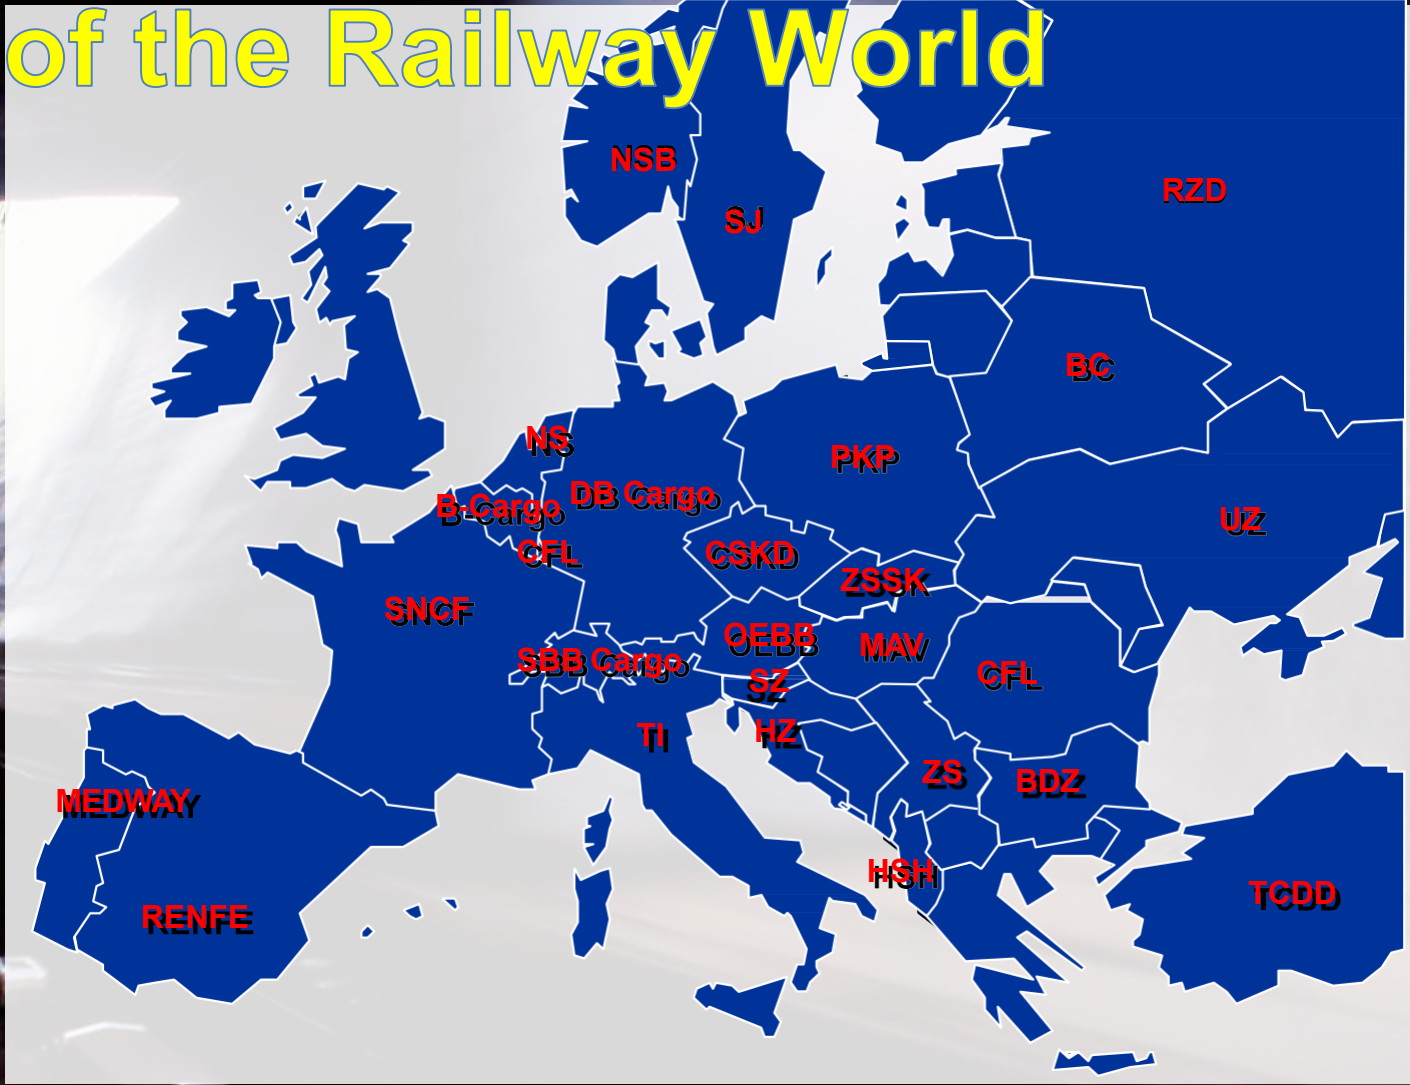 of the Railway World
NSB
RZD
SJ
BC
NS
PKP
DB Cargo
B-Cargo
UZ
CFL
CSKD
ZSSK
SNCF
OEBB
MAV
SBB Cargo
CFL
SZ
TI
HZ
ZS
BDZ
MEDWAY
HSH
TCDD
RENFE